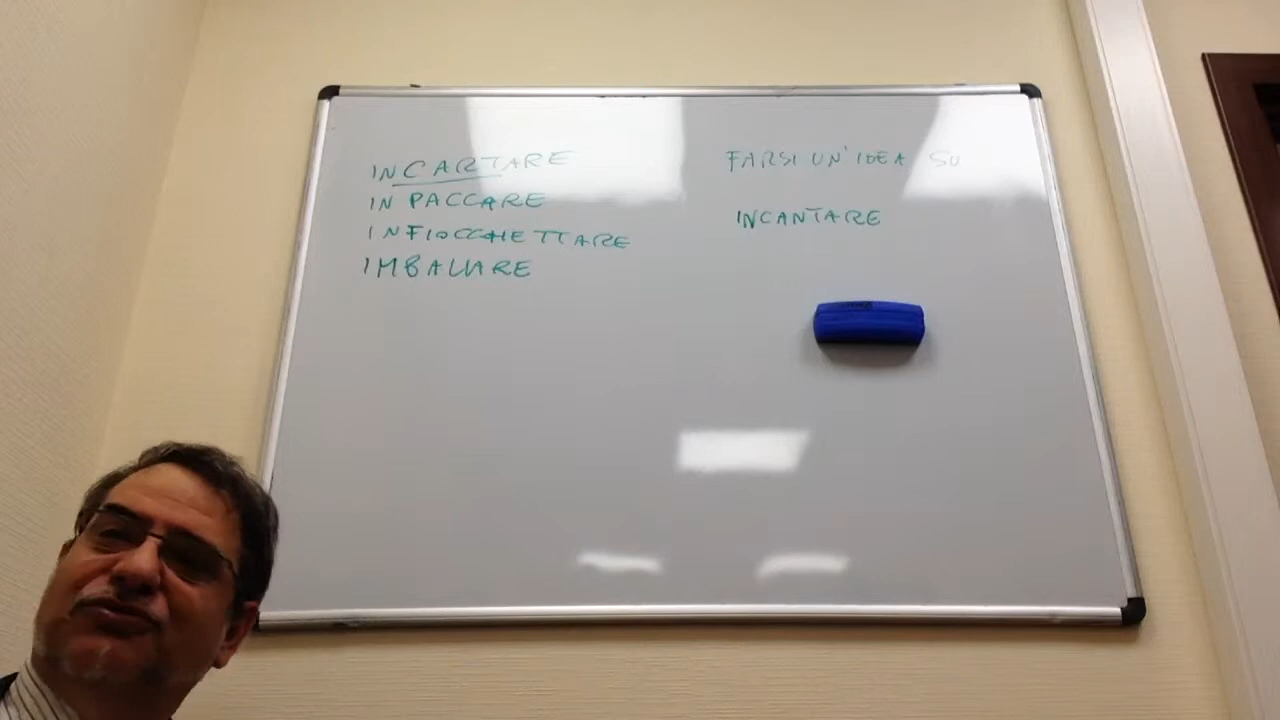 INCARTARE
IN PACCARE
INFIOCCHETTARE
IMBALLARE
FARSI UN'IDEA SU
INCANTARE